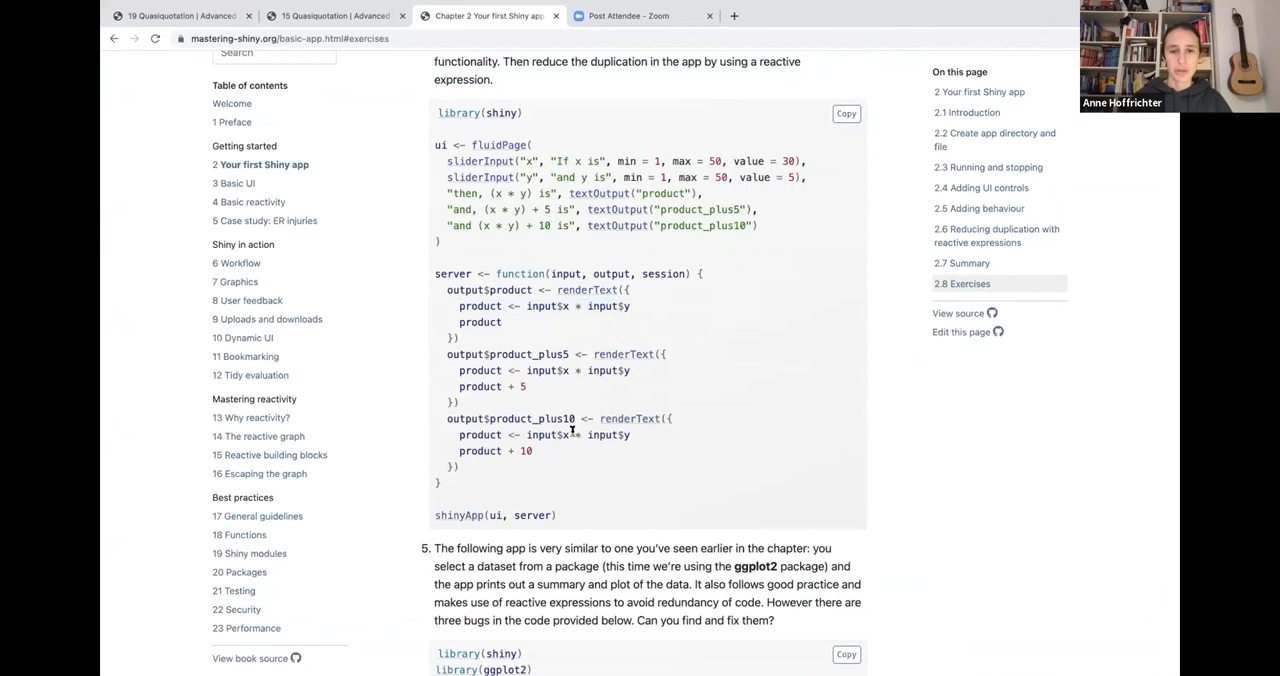 19 Quasiquotation | Advanced
15 Quasiquotation | Advanced
Chapter 2 Your first Shiny app
Post Attendee - Zoom
mastering-shiny.org/basic-app.html#exercises
Anne Hoffrichter
Search
Table of contents
Welcome
1 Preface
Getting started
2 Your first Shiny app
3 Basic UI
4 Basic reactivity
5 Case study: ER injuries
Shiny in action
6 Workflow
7 Graphics
8 User feedback
9 Uploads and downloads
10 Dynamic UI
11 Bookmarking
12 Tidy evaluation
Mastering reactivity
13 Why reactivity?
14 The reactive graph
15 Reactive building blocks
16 Escaping the graph
Best practices
17 General guidelines
18 Functions
19 Shiny modules
20 Packages
21 Testing
22 Security
23 Performance
View book source
functionality. Then reduce the duplication in the app by using a reactive
expression.
Copy
library(shiny)
ui <- fluidPage(
sliderInput("x", "If x is", min = 1, max = 50, value = 30),
sliderInput("y", "and y is", min = 1, max = 50, value = 5),
"then, (x * y) is", textOutput("product"),
"and, (x * y) + 5 is", textOutput("product_plus5"),
"and (x * y) + 10 is", textOutput("product_plus10")
)
server <- function(input, output, session) {
output$product <- renderText({
product <- input$x * input$y
product
})
output$product_plus5 <- renderText({
product <- input$x * input$y
product + 5
})
output$product_plus10 <- renderText({
product <- input$x * input$y
product + 10
})
}
shinyApp(ui, server)
5. The following app is very similar to one you've seen earlier in the chapter: you
select a dataset from a package (this time we're using the ggplot2 package) and
the app prints out a summary and plot of the data. It also follows good practice and
makes use of reactive expressions to avoid redundancy of code. However there are
three bugs in the code provided below. Can you find and fix them?
Copy
library(shiny)
library(ggplot2)
On this page
2 Your first Shiny app
2.1 Introduction
2.2 Create app directory and
file
2.3 Running and stopping
2.4 Adding UI controls
2.5 Adding behaviour
2.6 Reducing duplication with
reactive expressions
2.7 Summary
2.8 Exercises
View source
Edit this page